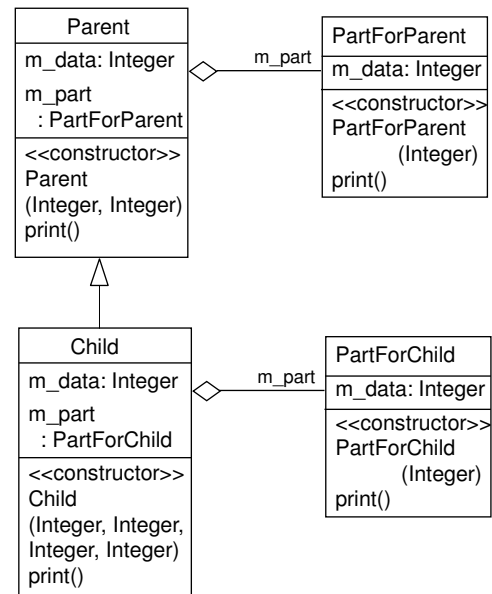 Parent
m_data: Integer
m_part
: PartForParent
<<constructor>>
Parent
(Integer, Integer)
print()
m_part
PartForParent
m_data: Integer
<<constructor>>
PartForParent
(Integer)
print()
Child
m_data: Integer
m_part
: PartForChild
<<constructor>>
Child
(Integer, Integer,
Integer, Integer)
print()
m_part
PartForChild
m_data: Integer
<<constructor>>
PartForChild
(Integer)
print()